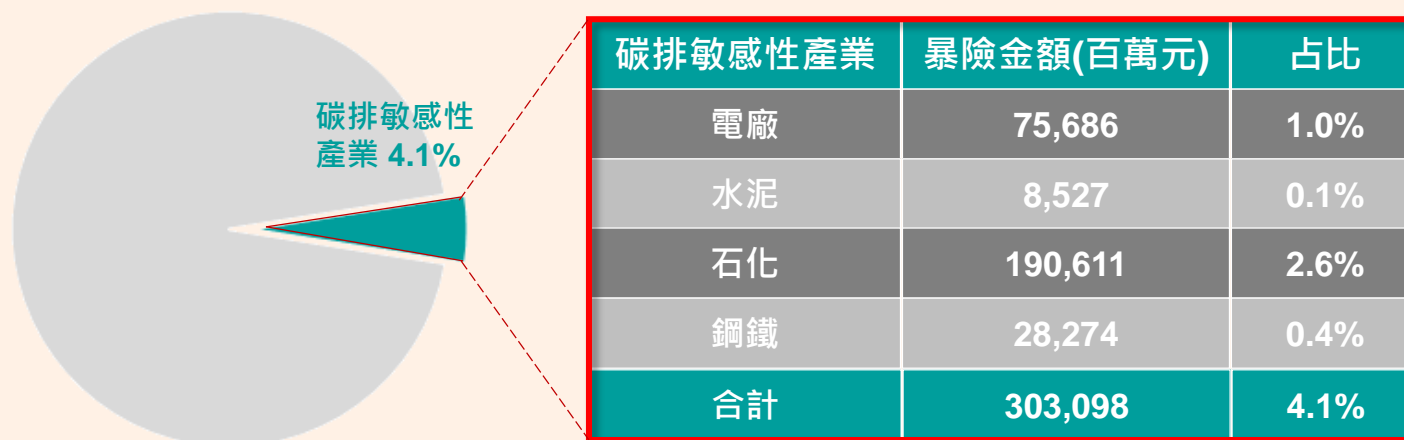 碳排敏感性
產業 4.1%
碳排敏感性產業 暴險金額(百萬元) 占比
電廠 75,686 1.0%
水泥 8,527 0.1%
石化 190,611 2.6%
鋼鐵 28,274 0.4%
合計 303,098 4.1%